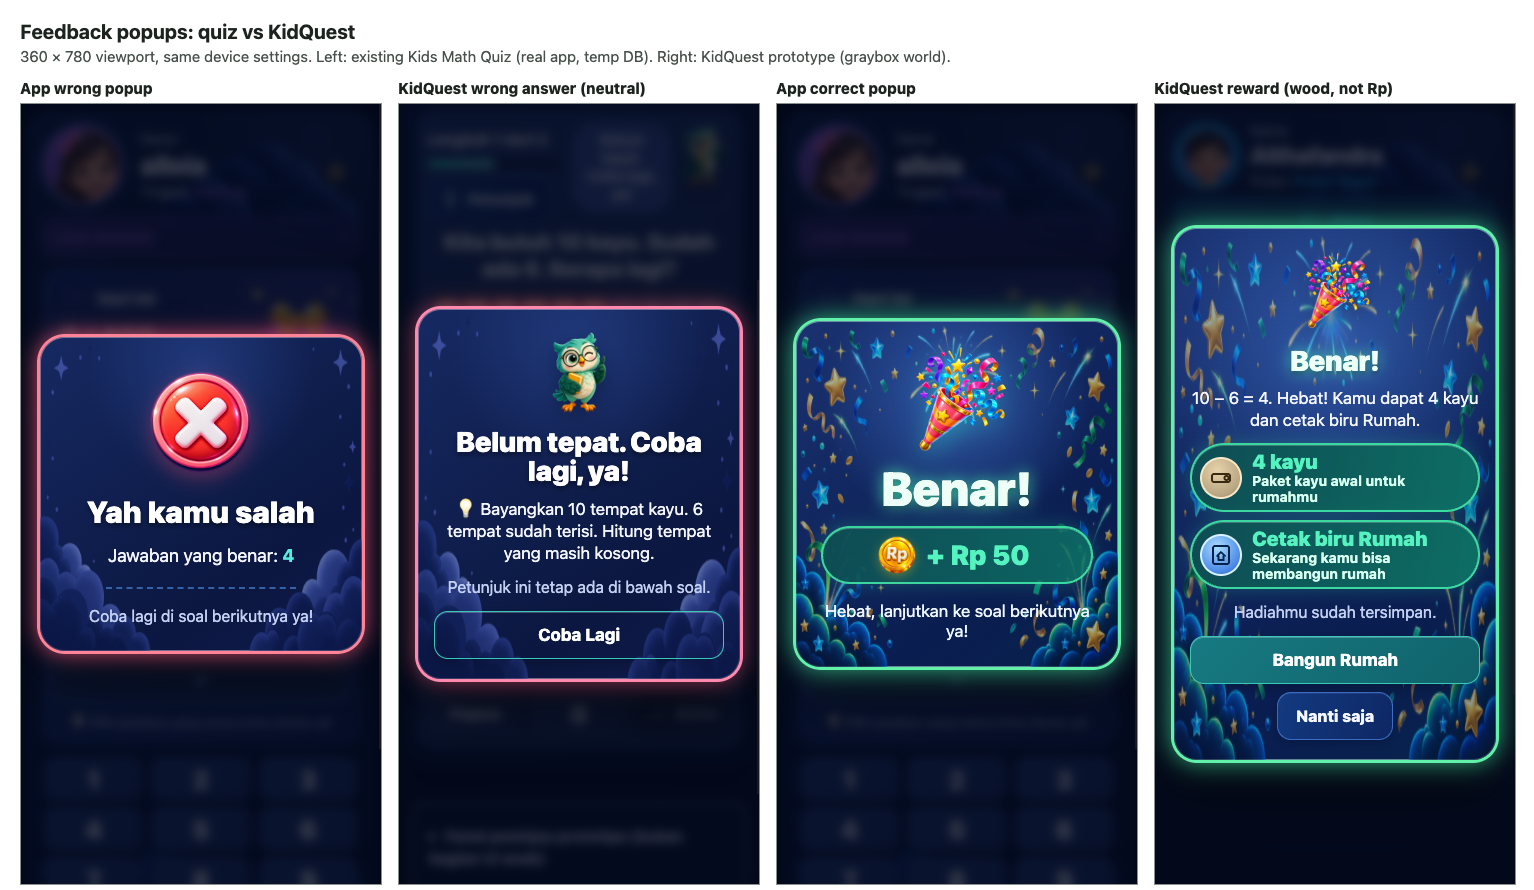 Feedback popups: quiz vs KidQuest
360 × 780 viewport, same device settings. Left: existing Kids Math Quiz (real app, temp DB). Right: KidQuest prototype (graybox world).
App wrong popup
Yah kamu salah
Jawaban yang benar: 4
Coba lagi di soal berikutnya ya!
KidQuest wrong answer (neutral)
Belum tepat. Coba
lagi, ya!
💡 Bayangkan 10 tempat kayu. 6
tempat sudah terisi. Hitung tempat
yang masih kosong.
Petunjuk ini tetap ada di bawah soal.
Coba Lagi
App correct popup
Benar!
Rp + Rp 50
Hebat, lanjutkan ke soal berikutnya
ya!
KidQuest reward (wood, not Rp)
Benar!
10 – 6 = 4. Hebat! Kamu dapat 4 kayu
dan cetak biru Rumah.
4 kayu
Paket kayu awal untuk
rumahmu
Cetak biru Rumah
Sekarang kamu bisa
membangun rumah
Hadiahmu sudah tersimpan.
Bangun Rumah
Nanti saja